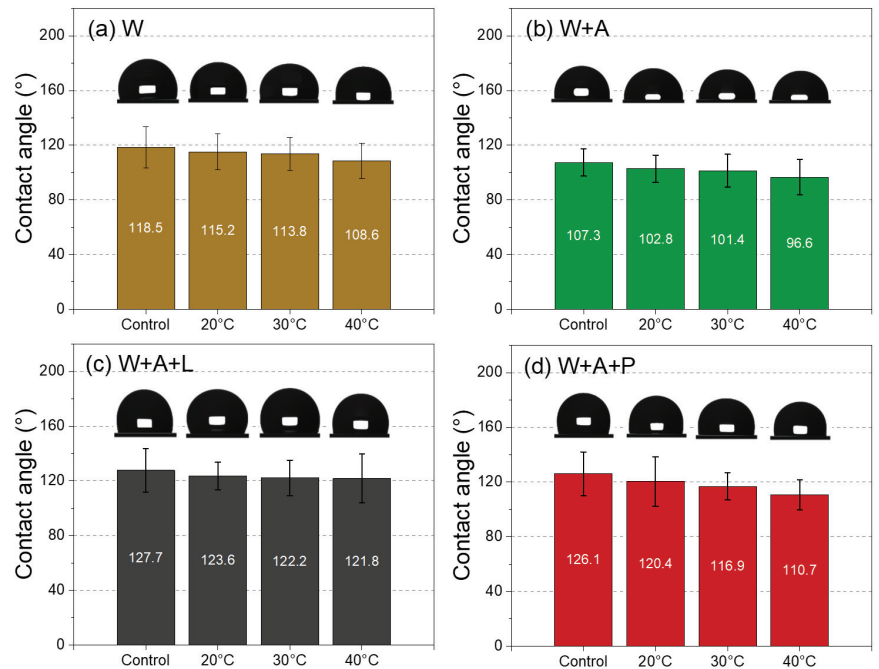 (a) W
Contact angle (°)
200
160
120
80
40
0
118.5 115.2 113.8 108.6
Control 20°C 30°C 40°C
(b) W+A
Contact angle (°)
200
160
120
80
40
0
107.3 102.8 101.4 96.6
Control 20°C 30°C 40°C
(c) W+A+L
Contact angle (°)
200
160
120
80
40
0
127.7 123.6 122.2 121.8
Control 20°C 30°C 40°C
(d) W+A+P
Contact angle (°)
200
160
120
80
40
0
126.1 120.4 116.9 110.7
Control 20°C 30°C 40°C